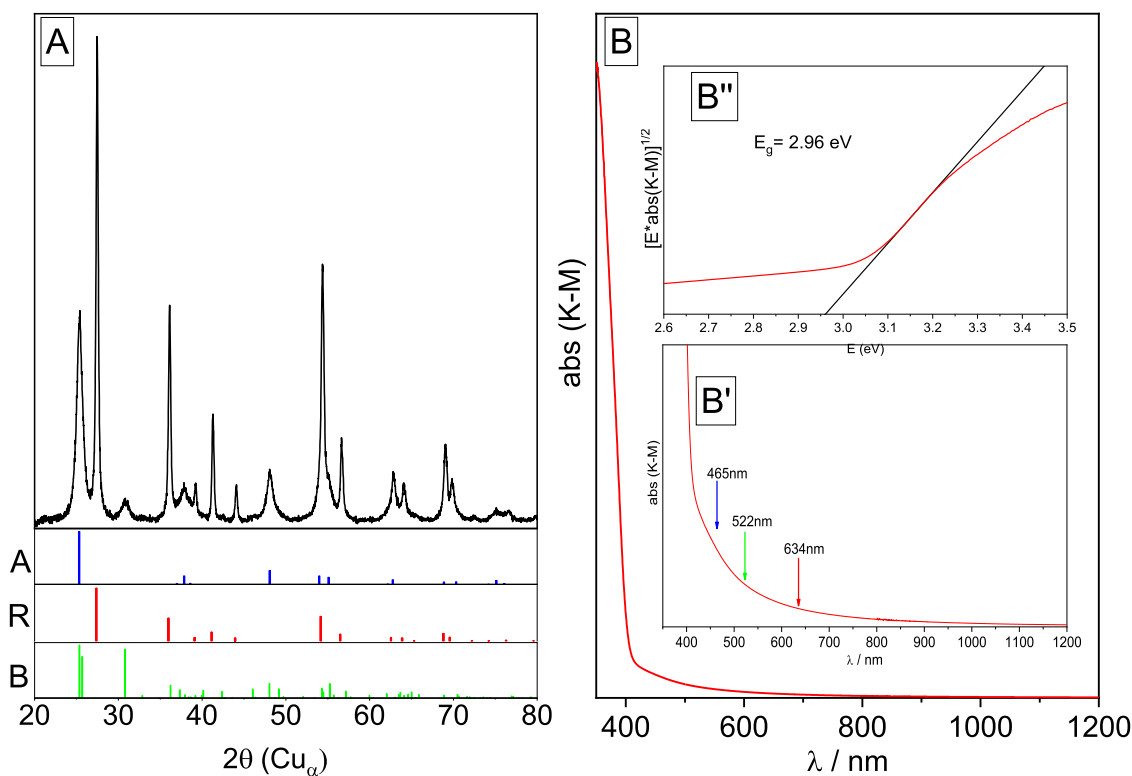 A
A
R
B
20 30 40 50 60 70 80
2θ (Cuα)
B
abs (K-M)
400 600 800 1000 1200
λ / nm
B"
Eg= 2.96 eV
[E*abs(K-M)]1/2
2.6 2.7 2.8 2.9 3.0 3.1 3.2 3.3 3.4 3.5
E (eV)
B'
abs (K-M)
465nm
522nm
634nm
400 500 600 700 800 900 1000 1100 1200
λ / nm